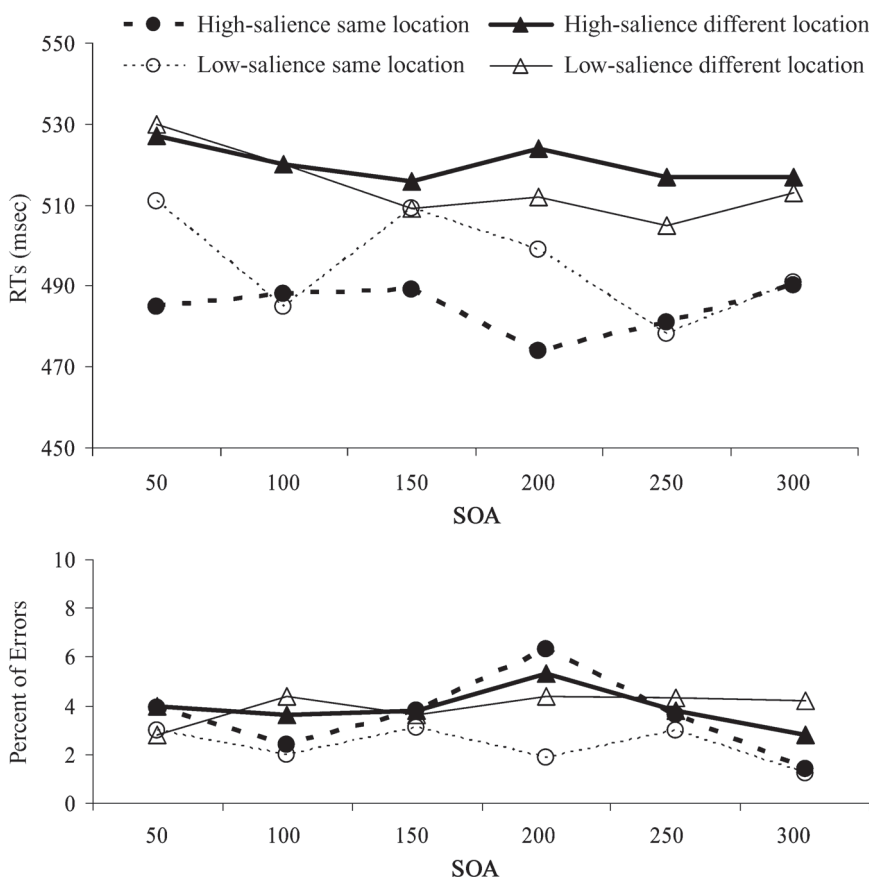 High-salience same location High-salience different location
Low-salience same location Low-salience different location
550
530
510
490
470
450
RTs (msec)
50 100 150 200 250 300
SOA
10
8
6
4
2
0
Percent of Errors
50 100 150 200 250 300
SOA